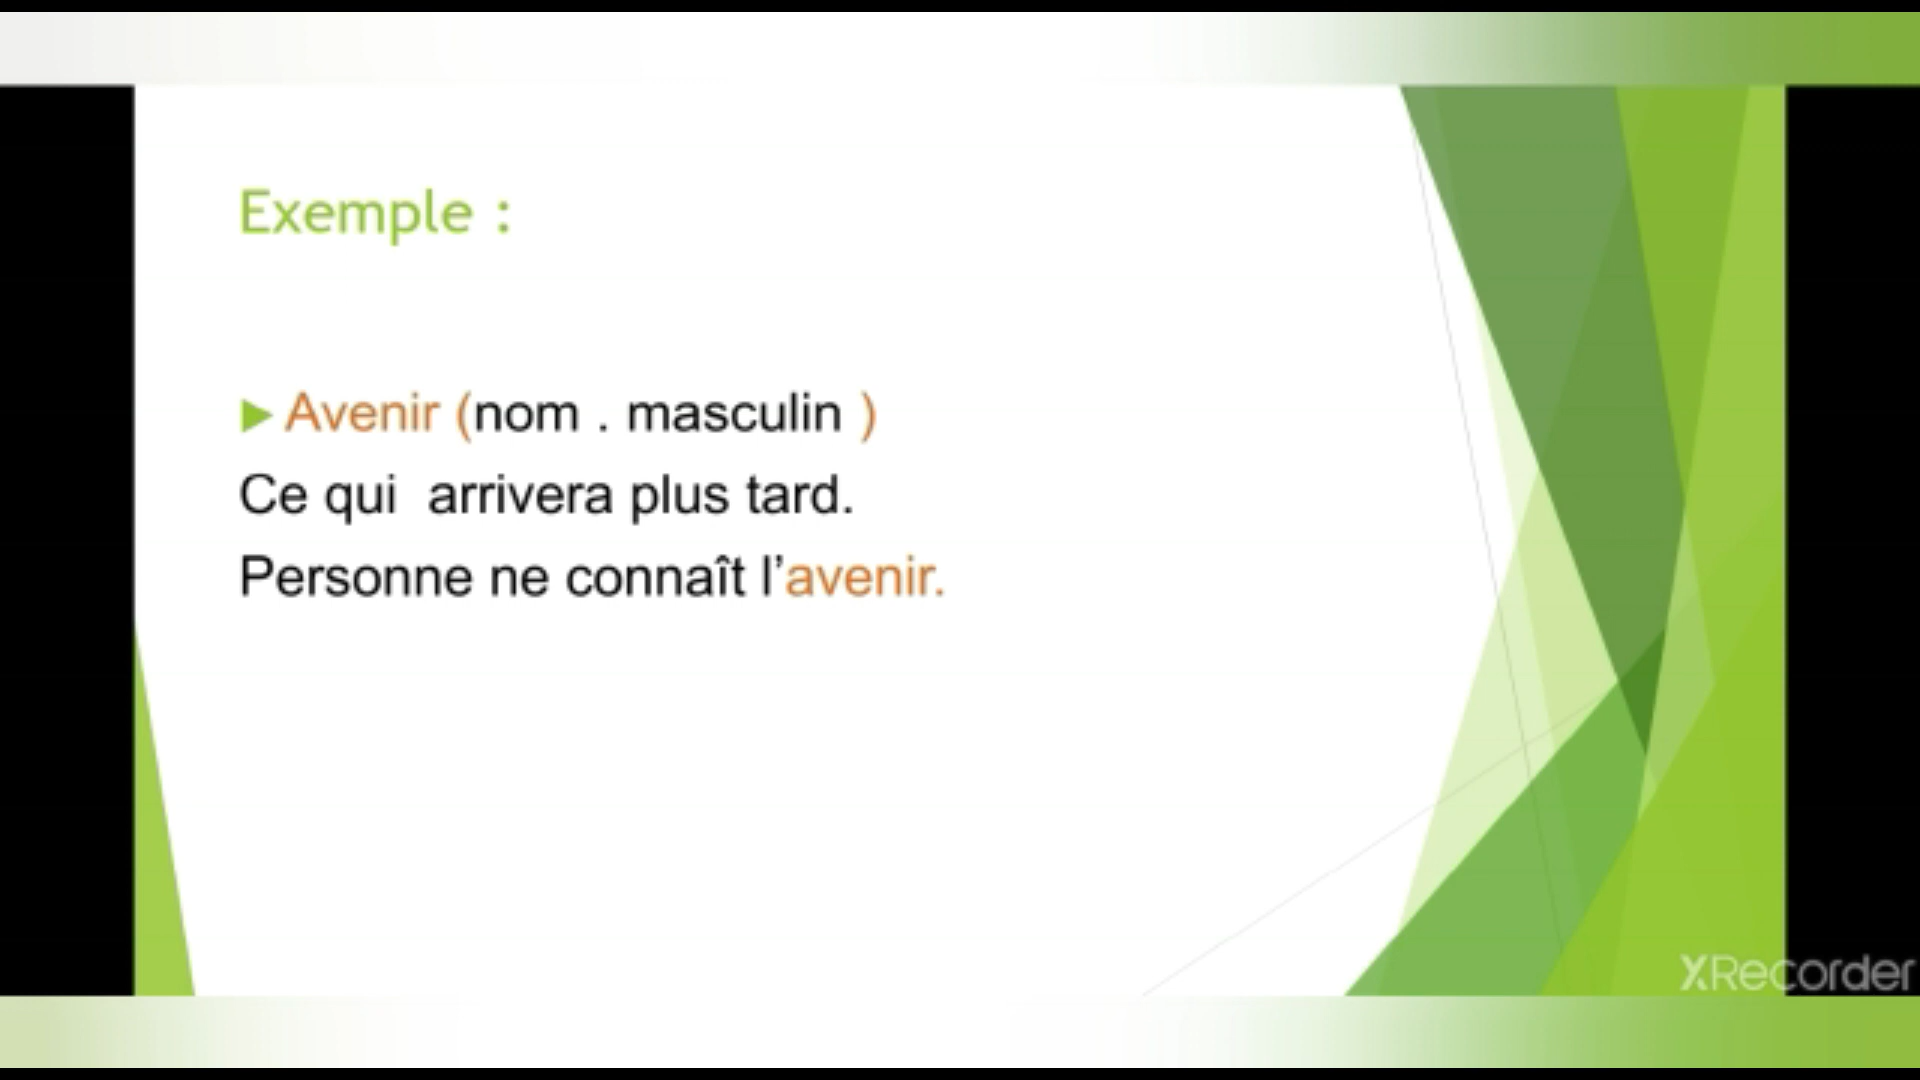 Exemple :
Avenir (nom . masculin )
Ce qui  arrivera plus tard.
Personne ne connaît l’avenir.
XRecorder